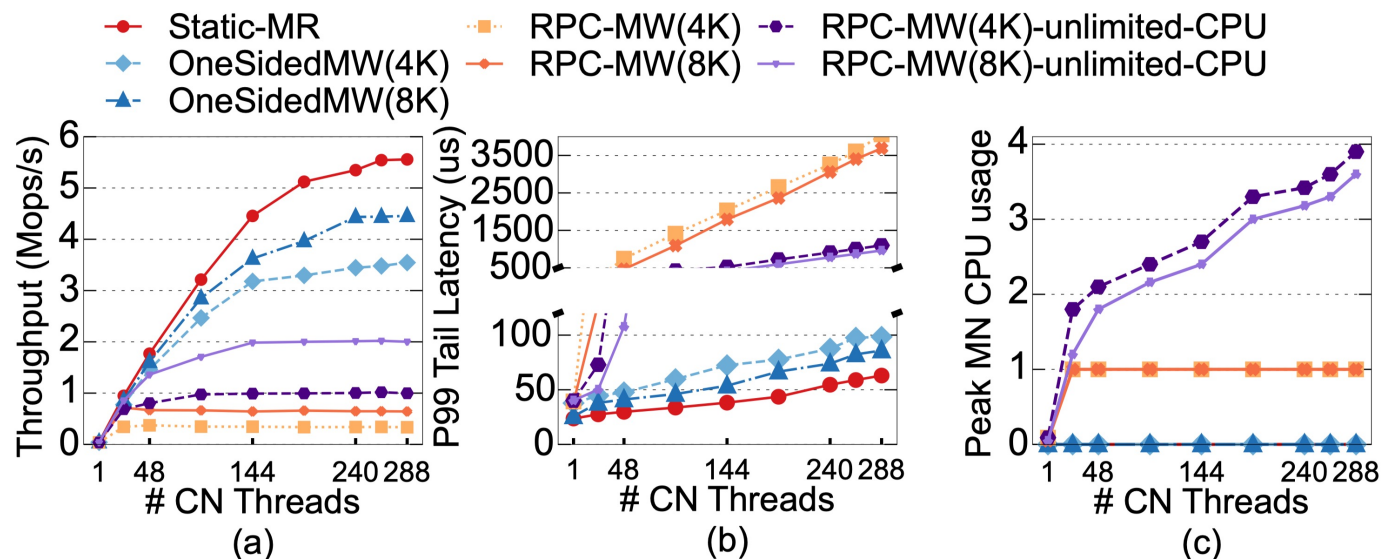 Static-MR
OneSidedMW(4K)
OneSidedMW(8K)
RPC-MW(4K)
RPC-MW(8K)
RPC-MW(4K)-unlimited-CPU
RPC-MW(8K)-unlimited-CPU
Throughput (Mops/s)
6
5
4
3
2
1
0
1 48 144 240 288
# CN Threads
(a)
P99 Tail Latency (us)
3500
2500
1500
500
100
50
0
1 48 144 240 288
# CN Threads
(b)
Peak MN CPU usage
4
3
2
1
0
1 48 144 240 288
# CN Threads
(c)